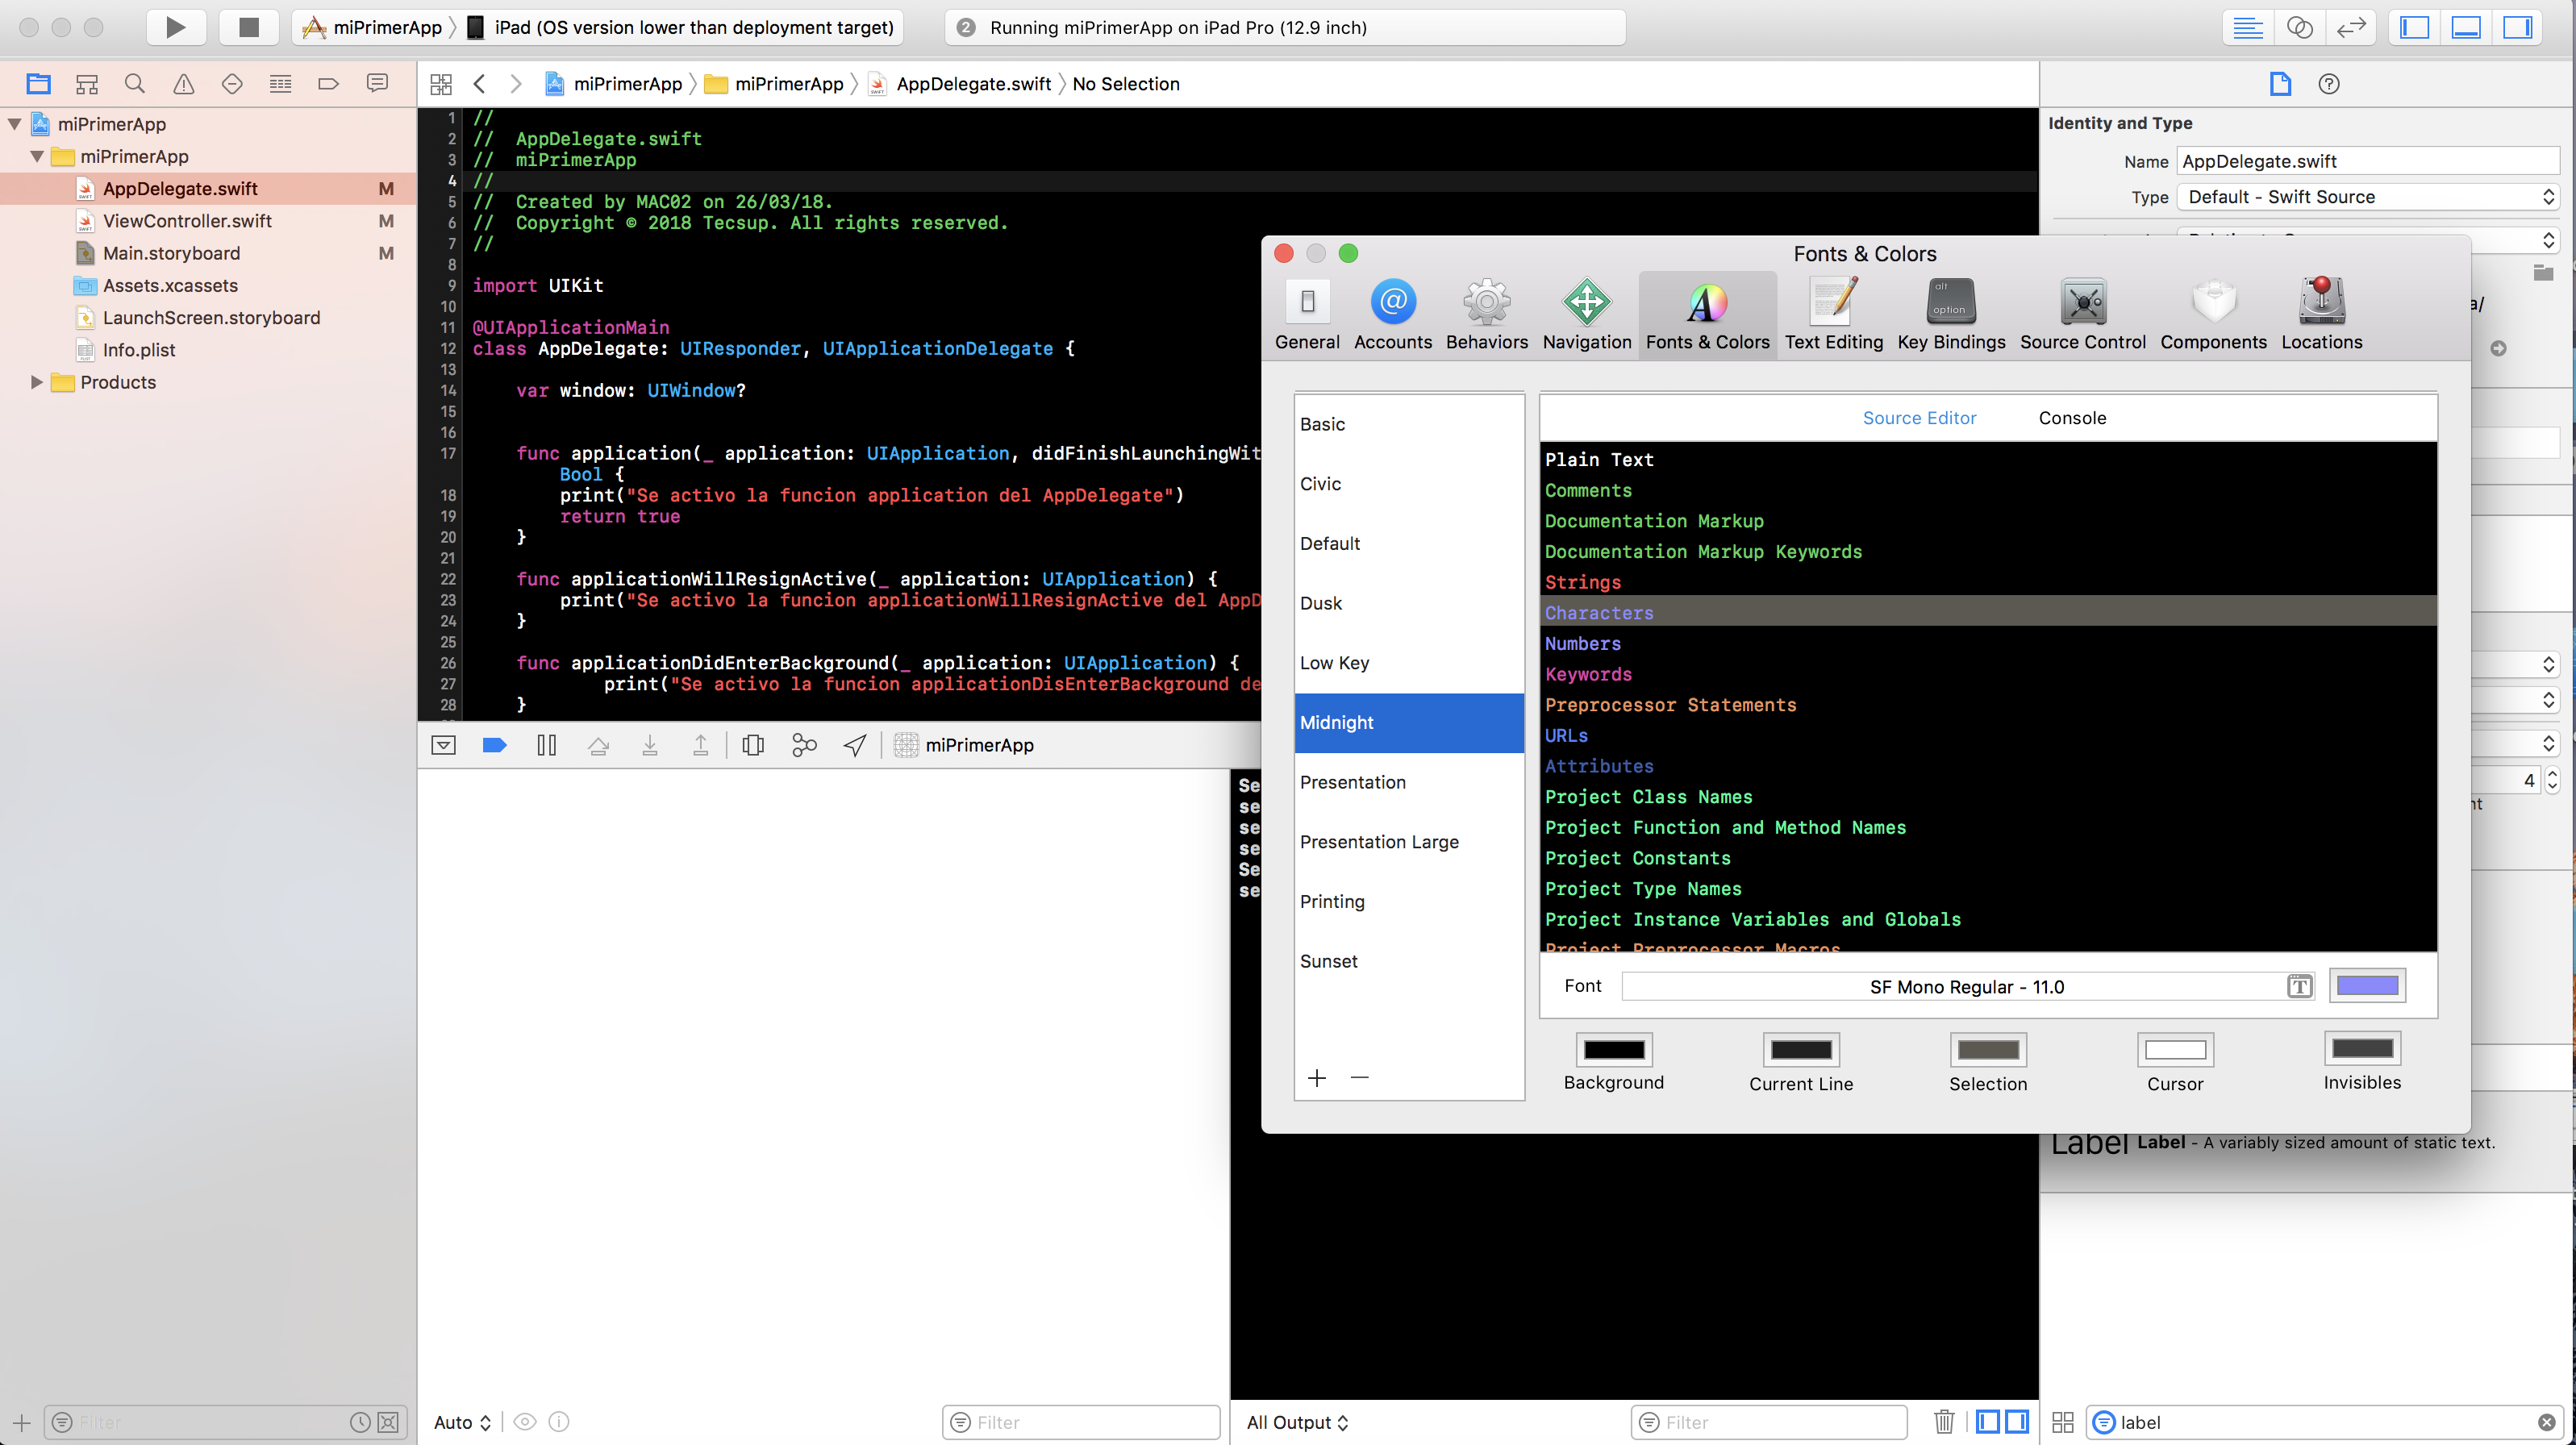 miPrimerApp iPad (OS version lower than deployment target) 2 Running miPrimerApp on iPad Pro (12.9 inch)
miPrimerApp miPrimerApp AppDelegate.swift No Selection
miPrimerApp
miPrimerApp
AppDelegate.swift M
ViewController.swift M
Main.storyboard M
Assets.xcassets
LaunchScreen.storyboard
Info.plist
Products
Filter
1 //
2 // AppDelegate.swift
3 // miPrimerApp
4 //
5 // Created by MAC02 on 26/03/18.
6 // Copyright © 2018 Tecsup. All rights reserved.
7 //
8
9 import UIKit
10
11 @UIApplicationMain
12 class AppDelegate: UIResponder, UIApplicationDelegate {
13
14 var window: UIWindow?
15
16
17 func application(_ application: UIApplication, didFinishLaunchingWit
Bool {
18 print("Se activo la funcion application del AppDelegate")
19 return true
20 }
21
22 func applicationWillResignActive(_ application: UIApplication) {
23 print("Se activo la funcion applicationWillResignActive del AppD
24 }
25
26 func applicationDidEnterBackground(_ application: UIApplication) {
27 print("Se activo la funcion applicationDisEnterBackground de
28 }
miPrimerApp
Se
se
se
se
Se
se
Auto Filter
All Output Filter
Identity and Type
Name AppDelegate.swift
Type Default - Swift Source
a/
4
nt
Fonts & Colors
alt
option
General Accounts Behaviors Navigation Fonts & Colors Text Editing Key Bindings Source Control Components Locations
Basic
Civic
Default
Dusk
Low Key
Midnight
Presentation
Presentation Large
Printing
Sunset
Source Editor Console
Plain Text
Comments
Documentation Markup
Documentation Markup Keywords
Strings
Characters
Numbers
Keywords
Preprocessor Statements
URLs
Attributes
Project Class Names
Project Function and Method Names
Project Constants
Project Type Names
Project Instance Variables and Globals
Project Preprocessor Macros
Font SF Mono Regular - 11.0
Background Current Line Selection Cursor Invisibles
Label Label - A variably sized amount of static text.
label